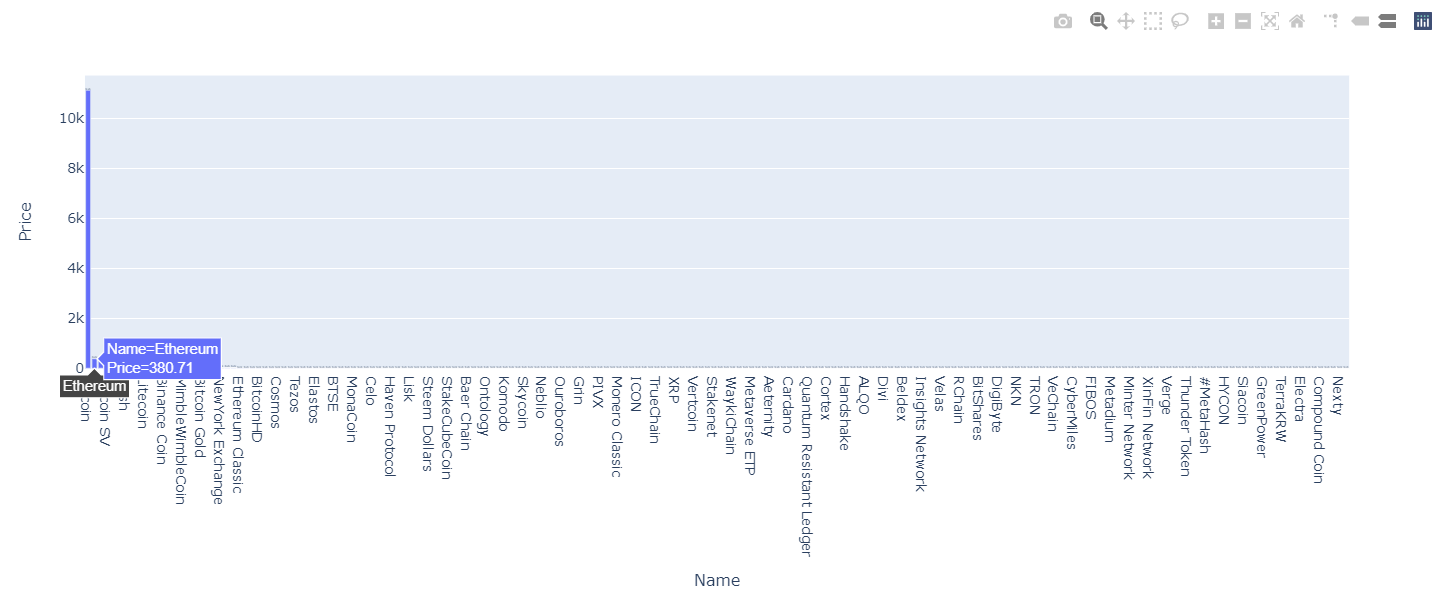 10k
8k
6k
4k
2k
0
Price
Name=Ethereum
Price=380.71
Ethereum
coin
coin SV
sh
Litecoin
Binance Coin
MimbleWimbleCoin
Bitcoin Gold
NewYork Exchange
Ethereum Classic
BitcoinHD
Cosmos
Tezos
Elastos
BTSE
MonaCoin
Celo
Haven Protocol
Lisk
Steem Dollars
StakeCubeCoin
Baer Chain
Ontology
Komodo
Skycoin
Neblio
Ouroboros
Grin
PIVX
Monero Classic
ICON
TrueChain
XRP
Vertcoin
Stakenet
WaykiChain
Metaverse ETP
Aeternity
Cardano
Quantum Resistant Ledger
Cortex
Handshake
ALQO
Divi
Beldex
Insights Network
Velas
RChain
BitShares
DigiByte
NKN
TRON
VeChain
CyberMiles
FIBOS
Metadium
Minter Network
XinFin Network
Verge
Thunder Token
#MetaHash
HYCON
Siacoin
GreenPower
TerraKRW
Electra
Compound Coin
Nexty
Name